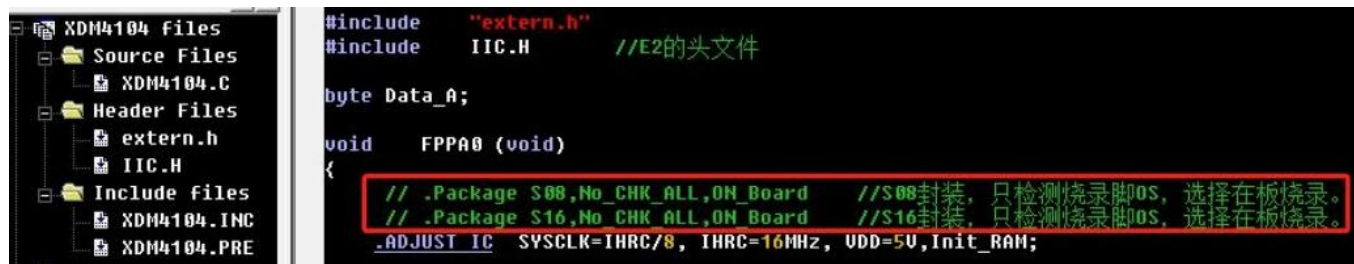 XDM4104 files
Source Files
XDM4104.C
Header Files
extern.h
IIC.H
Include files
XDM4104.INC
XDM4104.PRE
#include "extern.h"
#include IIC.H //E2的头文件
byte Data_A;
void FPPA0 (void)
{
// .Package S08,No_CHK_ALL,ON_Board //S08封装，只检测烧录脚OS，选择在板烧录。
// .Package S16,No_CHK_ALL,ON_Board //S16封装，只检测烧录脚OS，选择在板烧录。
.ADJUST_IC SYSCLK=IHRC/8, IHRC=16MHz, VDD=5V,Init_RAM;